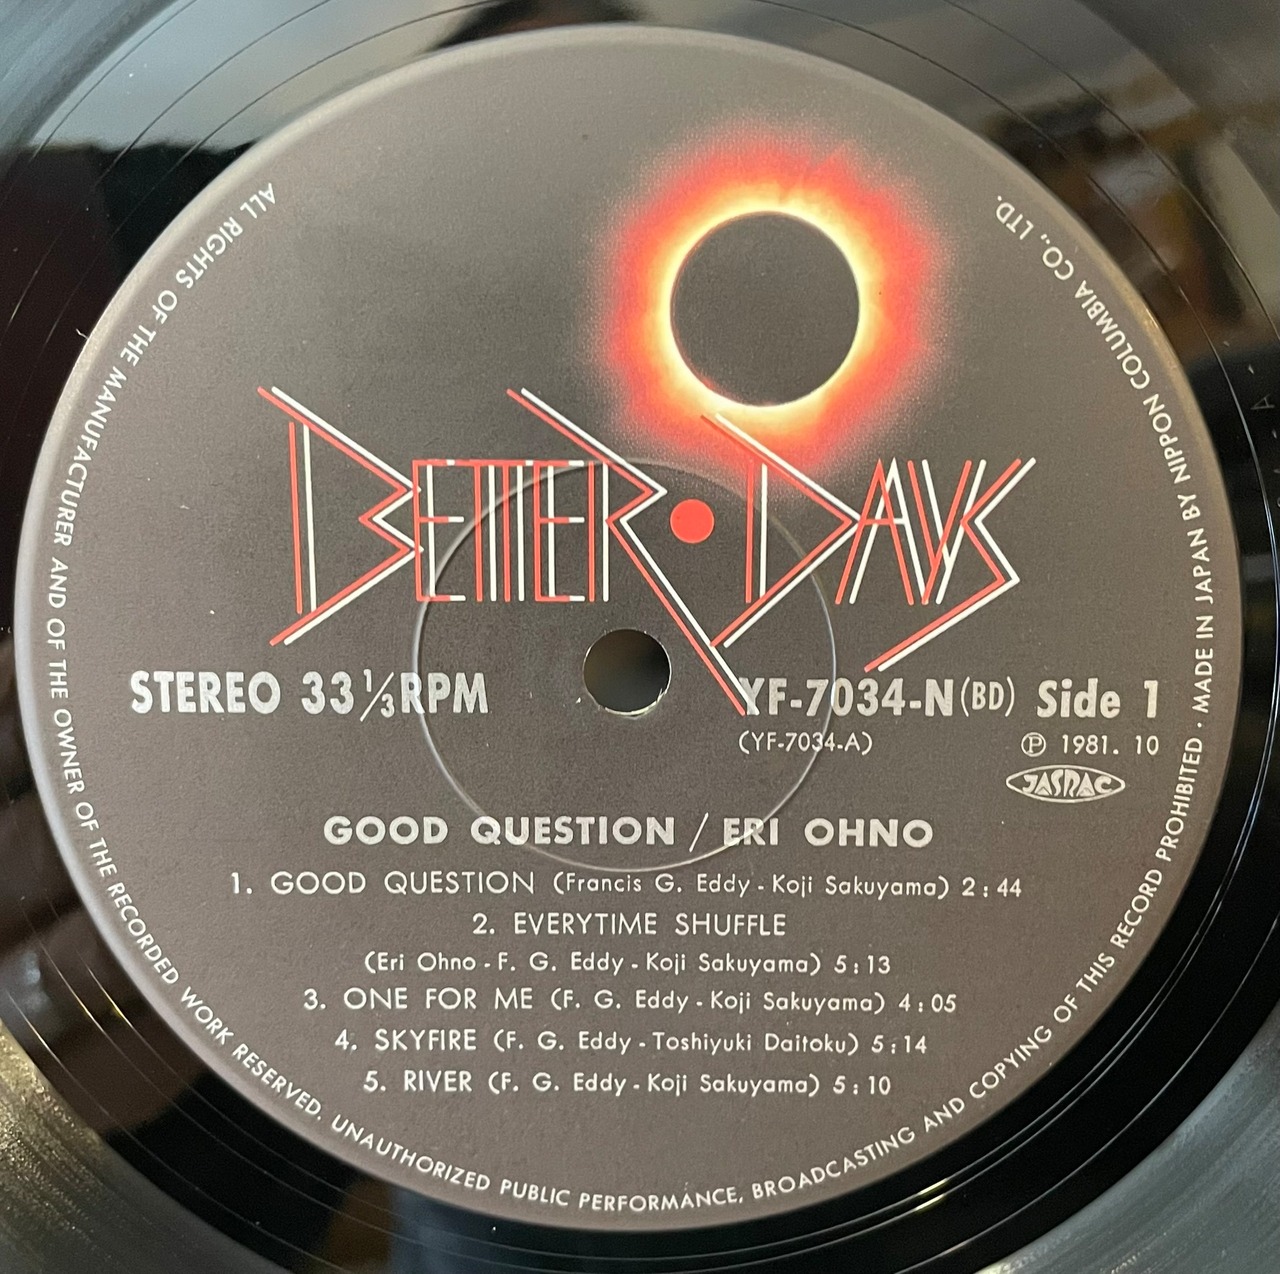 BETTER • DAYS
STEREO 33 1/3 RPM
YF-7034-N (BD) Side 1
(YF-7034-A)
Ⓟ 1981. 10
JASRAC
GOOD QUESTION / ERI OHNO
1. GOOD QUESTION (Francis G. Eddy - Koji Sakuyama) 2:44
2. EVERYTIME SHUFFLE
(Eri Ohno - F. G. Eddy - Koji Sakuyama) 5:13
3. ONE FOR ME (F. G. Eddy - Koji Sakuyama) 4:05
4. SKYFIRE (F. G. Eddy - Toshiyuki Daitoku) 5:14
5. RIVER (F. G. Eddy - Koji Sakuyama) 5:10
ALL RIGHTS OF THE MANUFACTURER AND OF THE OWNER OF THE RECORDED WORK RESERVED. UNAUTHORIZED PUBLIC PERFORMANCE, BROADCASTING AND COPYING OF THIS RECORD PROHIBITED · MADE IN JAPAN BY NIPPON COLUMBIA CO., LTD.